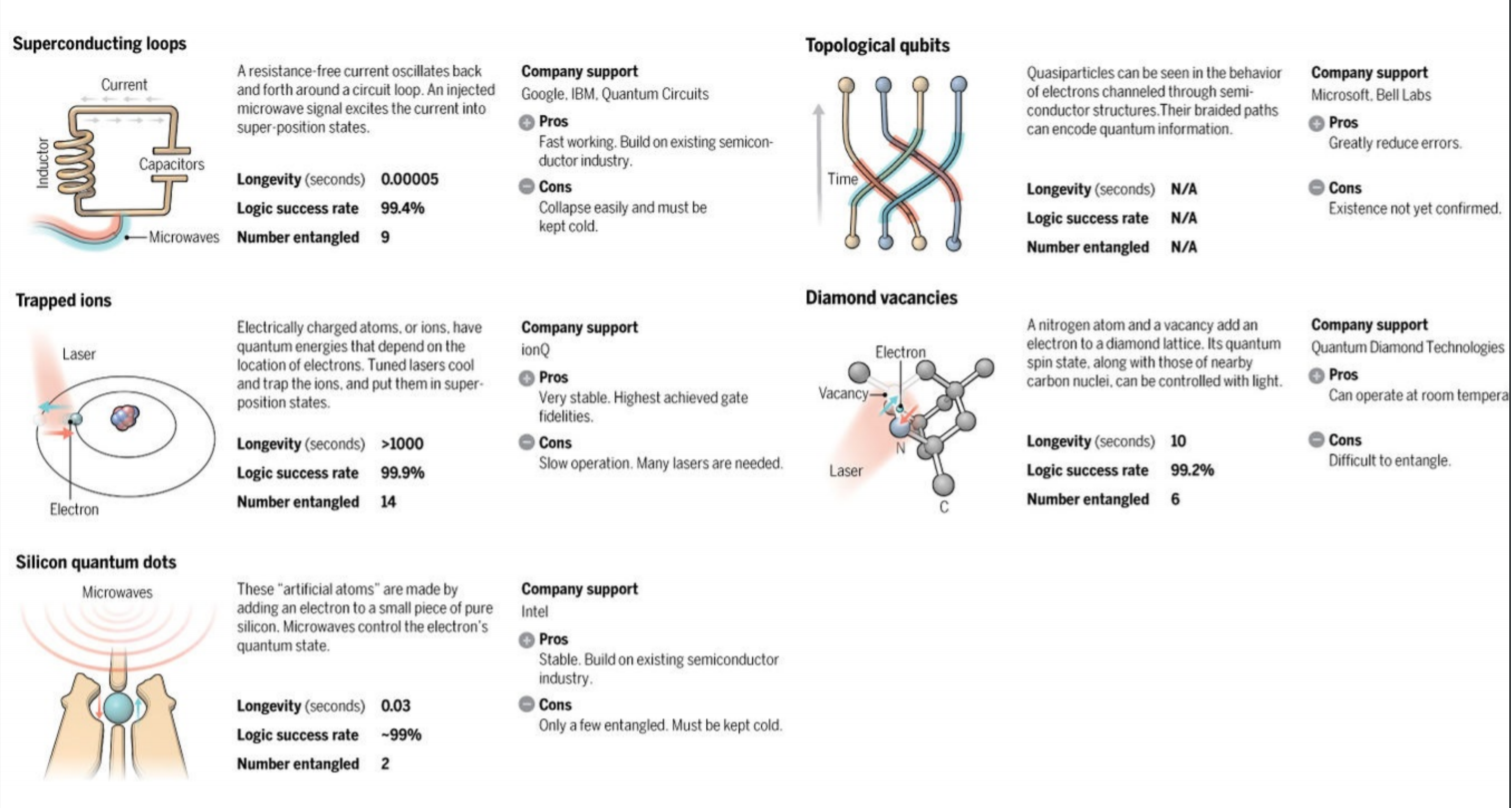 Superconducting loops
Current
Inductor
Capacitors
Microwaves
A resistance-free current oscillates back
and forth around a circuit loop. An injected
microwave signal excites the current into
super-position states.
Longevity (seconds) 0.00005
Logic success rate 99.4%
Number entangled 9
Company support
Google, IBM, Quantum Circuits
Pros
Fast working. Build on existing semicon-
ductor industry.
Cons
Collapse easily and must be
kept cold.
Topological qubits
Time
Quasiparticles can be seen in the behavior
of electrons channeled through semi-
conductor structures.Their braided paths
can encode quantum information.
Longevity (seconds) N/A
Logic success rate N/A
Number entangled N/A
Company support
Microsoft, Bell Labs
Pros
Greatly reduce errors.
Cons
Existence not yet confirmed.
Trapped ions
Laser
Electron
Electrically charged atoms, or ions, have
quantum energies that depend on the
location of electrons. Tuned lasers cool
and trap the ions, and put them in super-
position states.
Longevity (seconds) >1000
Logic success rate 99.9%
Number entangled 14
Company support
ionQ
Pros
Very stable. Highest achieved gate
fidelities.
Cons
Slow operation. Many lasers are needed.
Diamond vacancies
Electron
Vacancy
N
Laser
C
A nitrogen atom and a vacancy add an
electron to a diamond lattice. Its quantum
spin state, along with those of nearby
carbon nuclei, can be controlled with light.
Longevity (seconds) 10
Logic success rate 99.2%
Number entangled 6
Company support
Quantum Diamond Technologies
Pros
Can operate at room tempera
Cons
Difficult to entangle.
Silicon quantum dots
Microwaves
These "artificial atoms" are made by
adding an electron to a small piece of pure
silicon. Microwaves control the electron's
quantum state.
Longevity (seconds) 0.03
Logic success rate ~99%
Number entangled 2
Company support
Intel
Pros
Stable. Build on existing semiconductor
industry.
Cons
Only a few entangled. Must be kept cold.